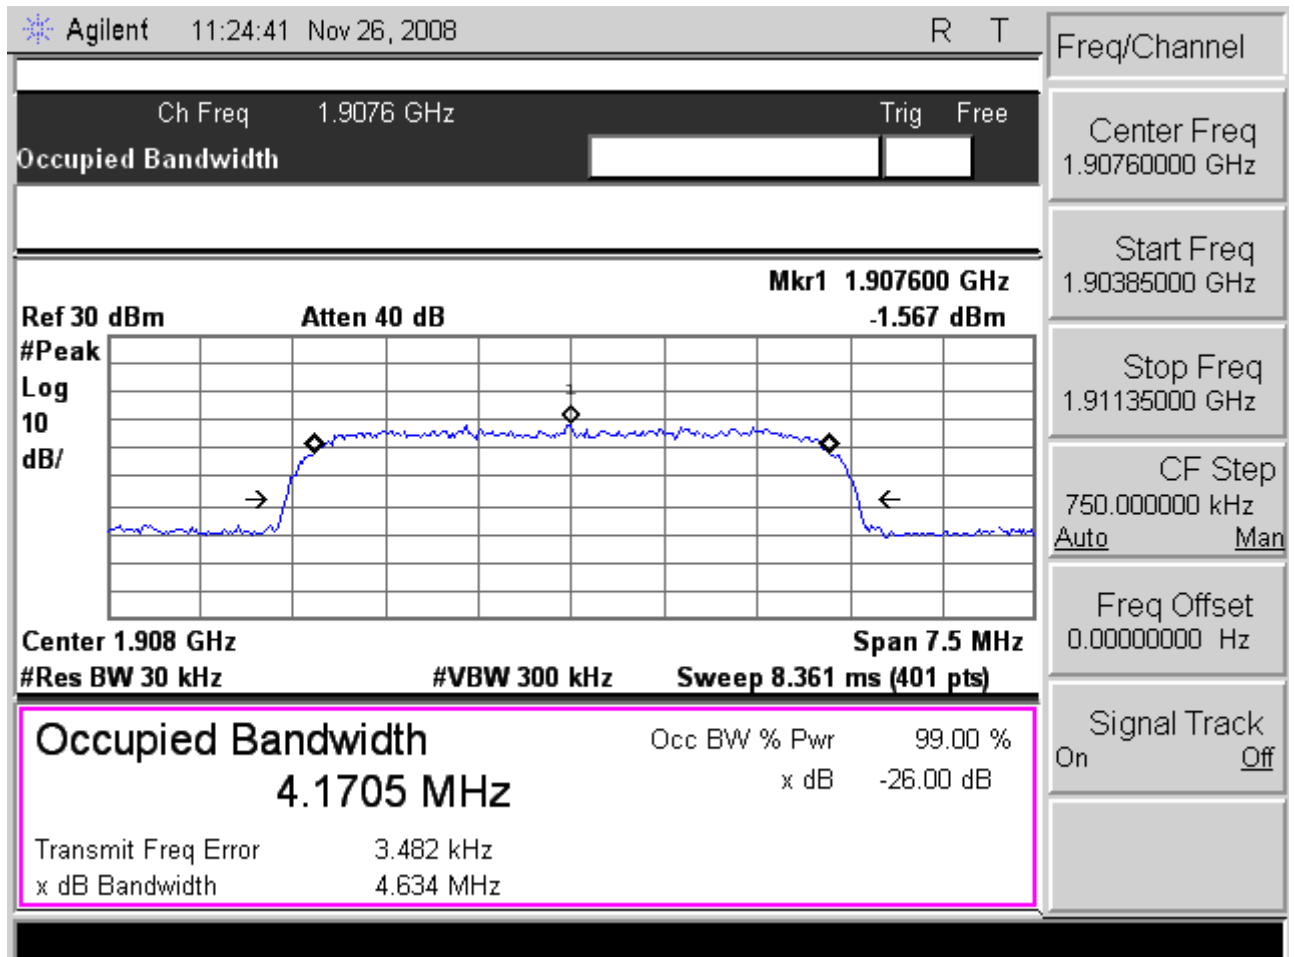 Agilent 11:24:41 Nov 26, 2008 R T
Freq/Channel
Ch Freq 1.9076 GHz Trig Free
Occupied Bandwidth
Center Freq
1.90760000 GHz
Start Freq
1.90385000 GHz
Stop Freq
1.91135000 GHz
CF Step
750.000000 kHz
Auto Man
Freq Offset
0.00000000 Hz
Signal Track
On Off
Mkr1 1.907600 GHz
Ref 30 dBm Atten 40 dB -1.567 dBm
#Peak
Log
10
dB/
1
Center 1.908 GHz Span 7.5 MHz
#Res BW 30 kHz #VBW 300 kHz Sweep 8.361 ms (401 pts)
Occupied Bandwidth Occ BW % Pwr 99.00 %
4.1705 MHz x dB -26.00 dB
Transmit Freq Error 3.482 kHz
x dB Bandwidth 4.634 MHz